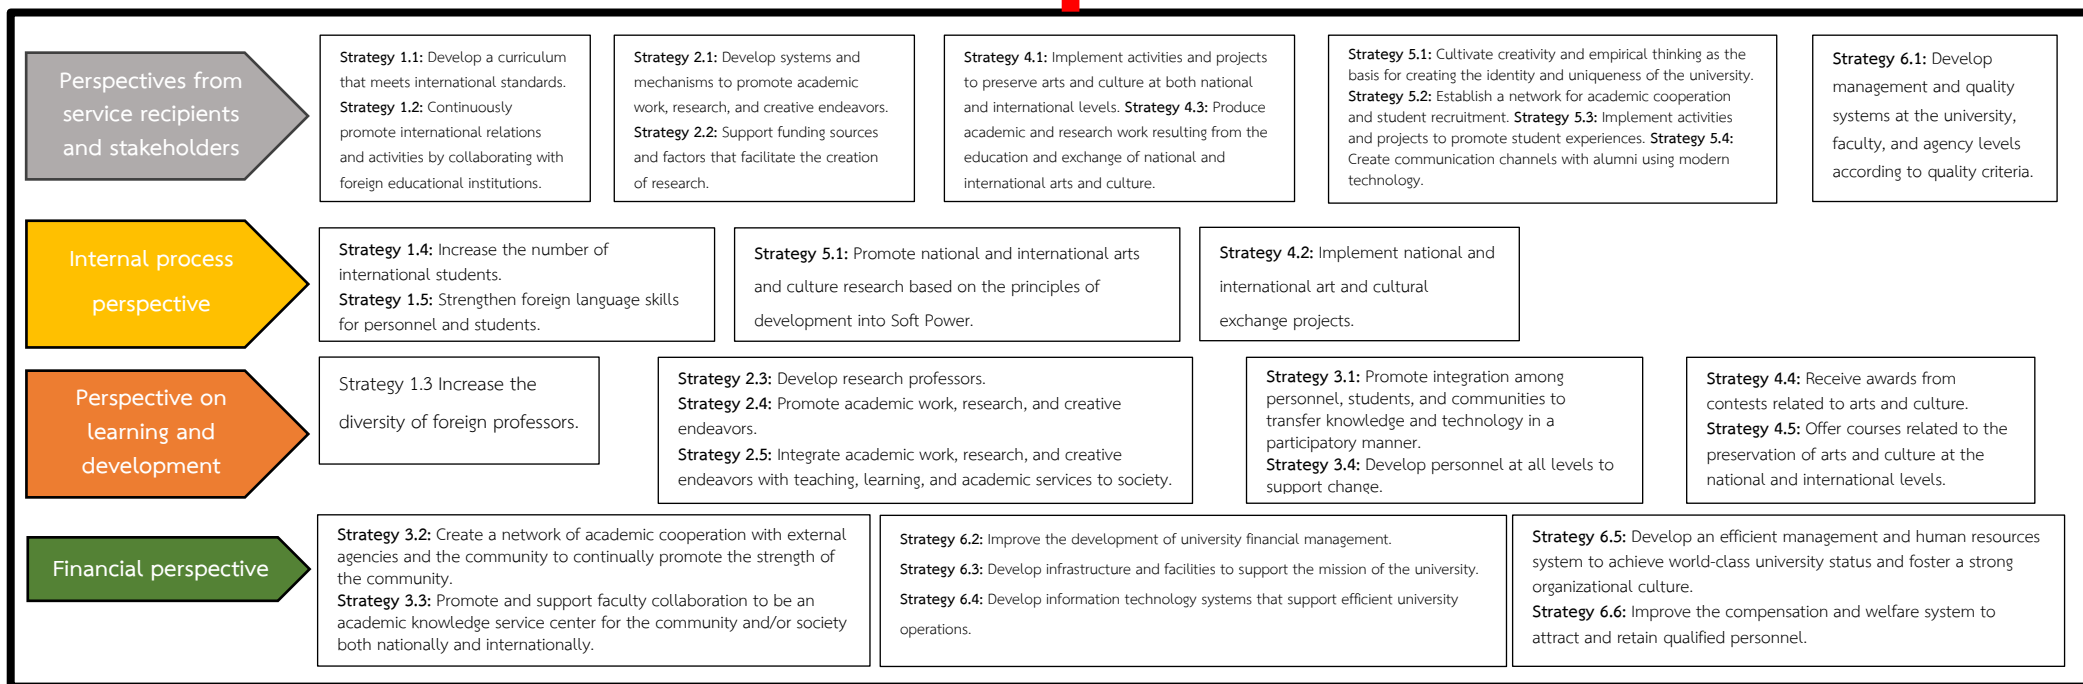 Perspectives from
service recipients
and stakeholders
Strategy 1.1: Develop a curriculum
that meets international standards.
Strategy 1.2: Continuously
promote international relations
and activities by collaborating with
foreign educational institutions.
Strategy 2.1: Develop systems and
mechanisms to promote academic
work, research, and creative endeavors.
Strategy 2.2: Support funding sources
and factors that facilitate the creation
of research.
Strategy 4.1: Implement activities and projects
to preserve arts and culture at both national
and international levels. Strategy 4.3: Produce
academic and research work resulting from the
education and exchange of national and
international arts and culture.
Strategy 5.1: Cultivate creativity and empirical thinking as the
basis for creating the identity and uniqueness of the university.
Strategy 5.2: Establish a network for academic cooperation
and student recruitment. Strategy 5.3: Implement activities
and projects to promote student experiences. Strategy 5.4:
Create communication channels with alumni using modern
technology.
Strategy 6.1: Develop
management and quality
systems at the university,
faculty, and agency levels
according to quality criteria.
Internal process
perspective
Strategy 1.4: Increase the number of
international students.
Strategy 1.5: Strengthen foreign language skills
for personnel and students.
Strategy 5.1: Promote national and international arts
and culture research based on the principles of
development into Soft Power.
Strategy 4.2: Implement national and
international art and cultural
exchange projects.
Perspective on
learning and
development
Strategy 1.3 Increase the
diversity of foreign professors.
Strategy 2.3: Develop research professors.
Strategy 2.4: Promote academic work, research, and creative
endeavors.
Strategy 2.5: Integrate academic work, research, and creative
endeavors with teaching, learning, and academic services to society.
Strategy 3.1: Promote integration among
personnel, students, and communities to
transfer knowledge and technology in a
participatory manner.
Strategy 3.4: Develop personnel at all levels to
support change.
Strategy 4.4: Receive awards from
contests related to arts and culture.
Strategy 4.5: Offer courses related to the
preservation of arts and culture at the
national and international levels.
Financial perspective
Strategy 3.2: Create a network of academic cooperation with external
agencies and the community to continually promote the strength of
the community.
Strategy 3.3: Promote and support faculty collaboration to be an
academic knowledge service center for the community and/or society
both nationally and internationally.
Strategy 6.2: Improve the development of university financial management.
Strategy 6.3: Develop infrastructure and facilities to support the mission of the university.
Strategy 6.4: Develop information technology systems that support efficient university
operations.
Strategy 6.5: Develop an efficient management and human resources
system to achieve world-class university status and foster a strong
organizational culture.
Strategy 6.6: Improve the compensation and welfare system to
attract and retain qualified personnel.